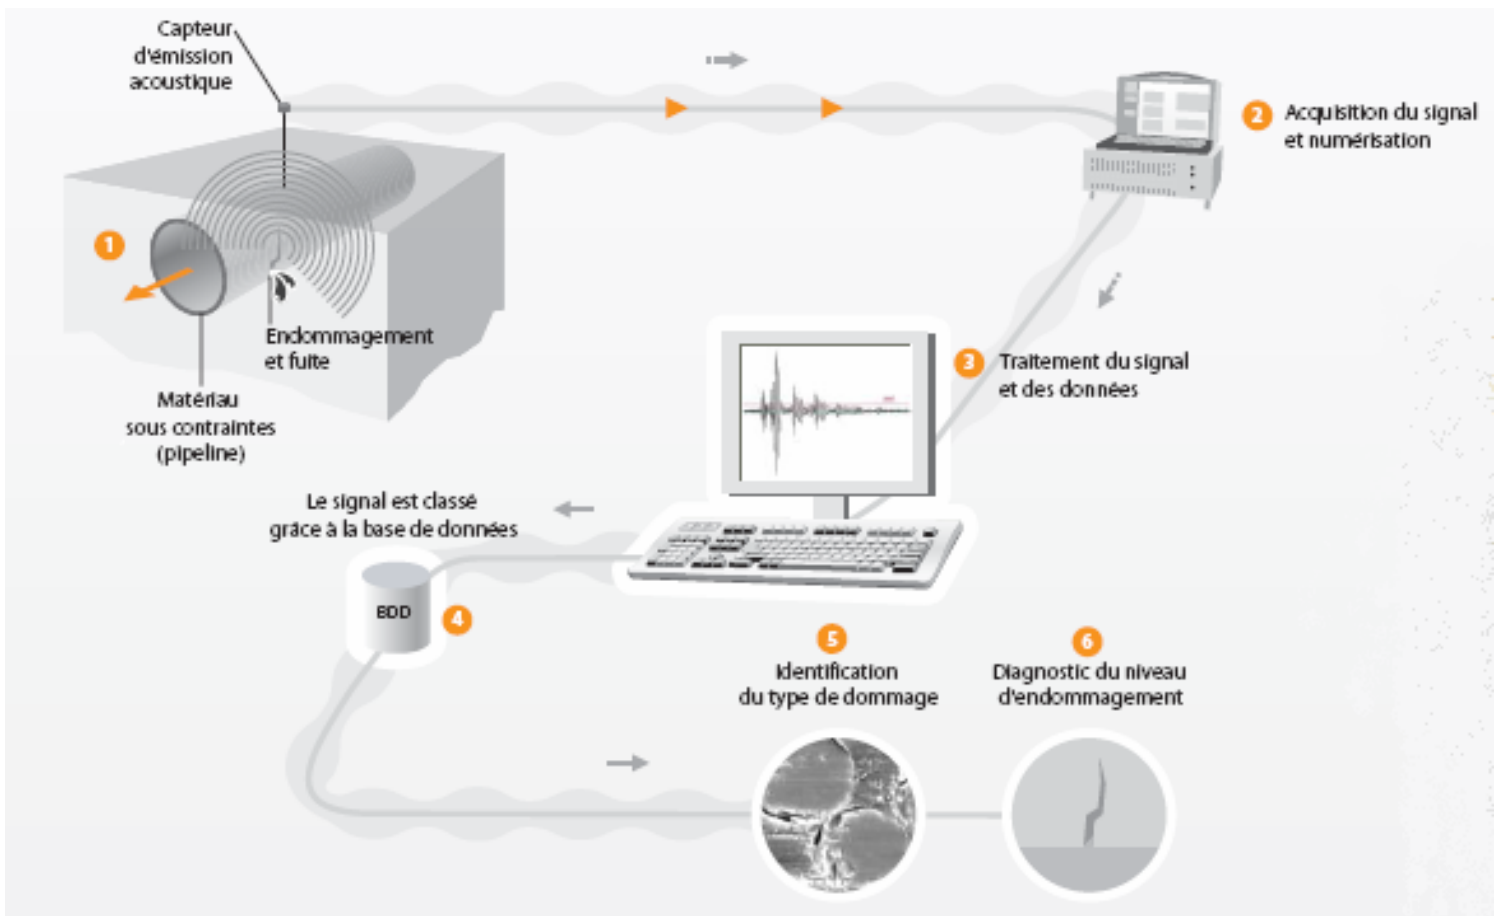 Capteur
d'émission
acoustique
1
Endommagement
et fuite
Matériau
sous contraintes
(pipeline)
2
Acquisition du signal
et numérisation
3
Traitement du signal
et des données
Le signal est classé
grâce à la base de données
BDD
4
5
Identification
du type de dommage
6
Diagnostic du niveau
d'endommagement